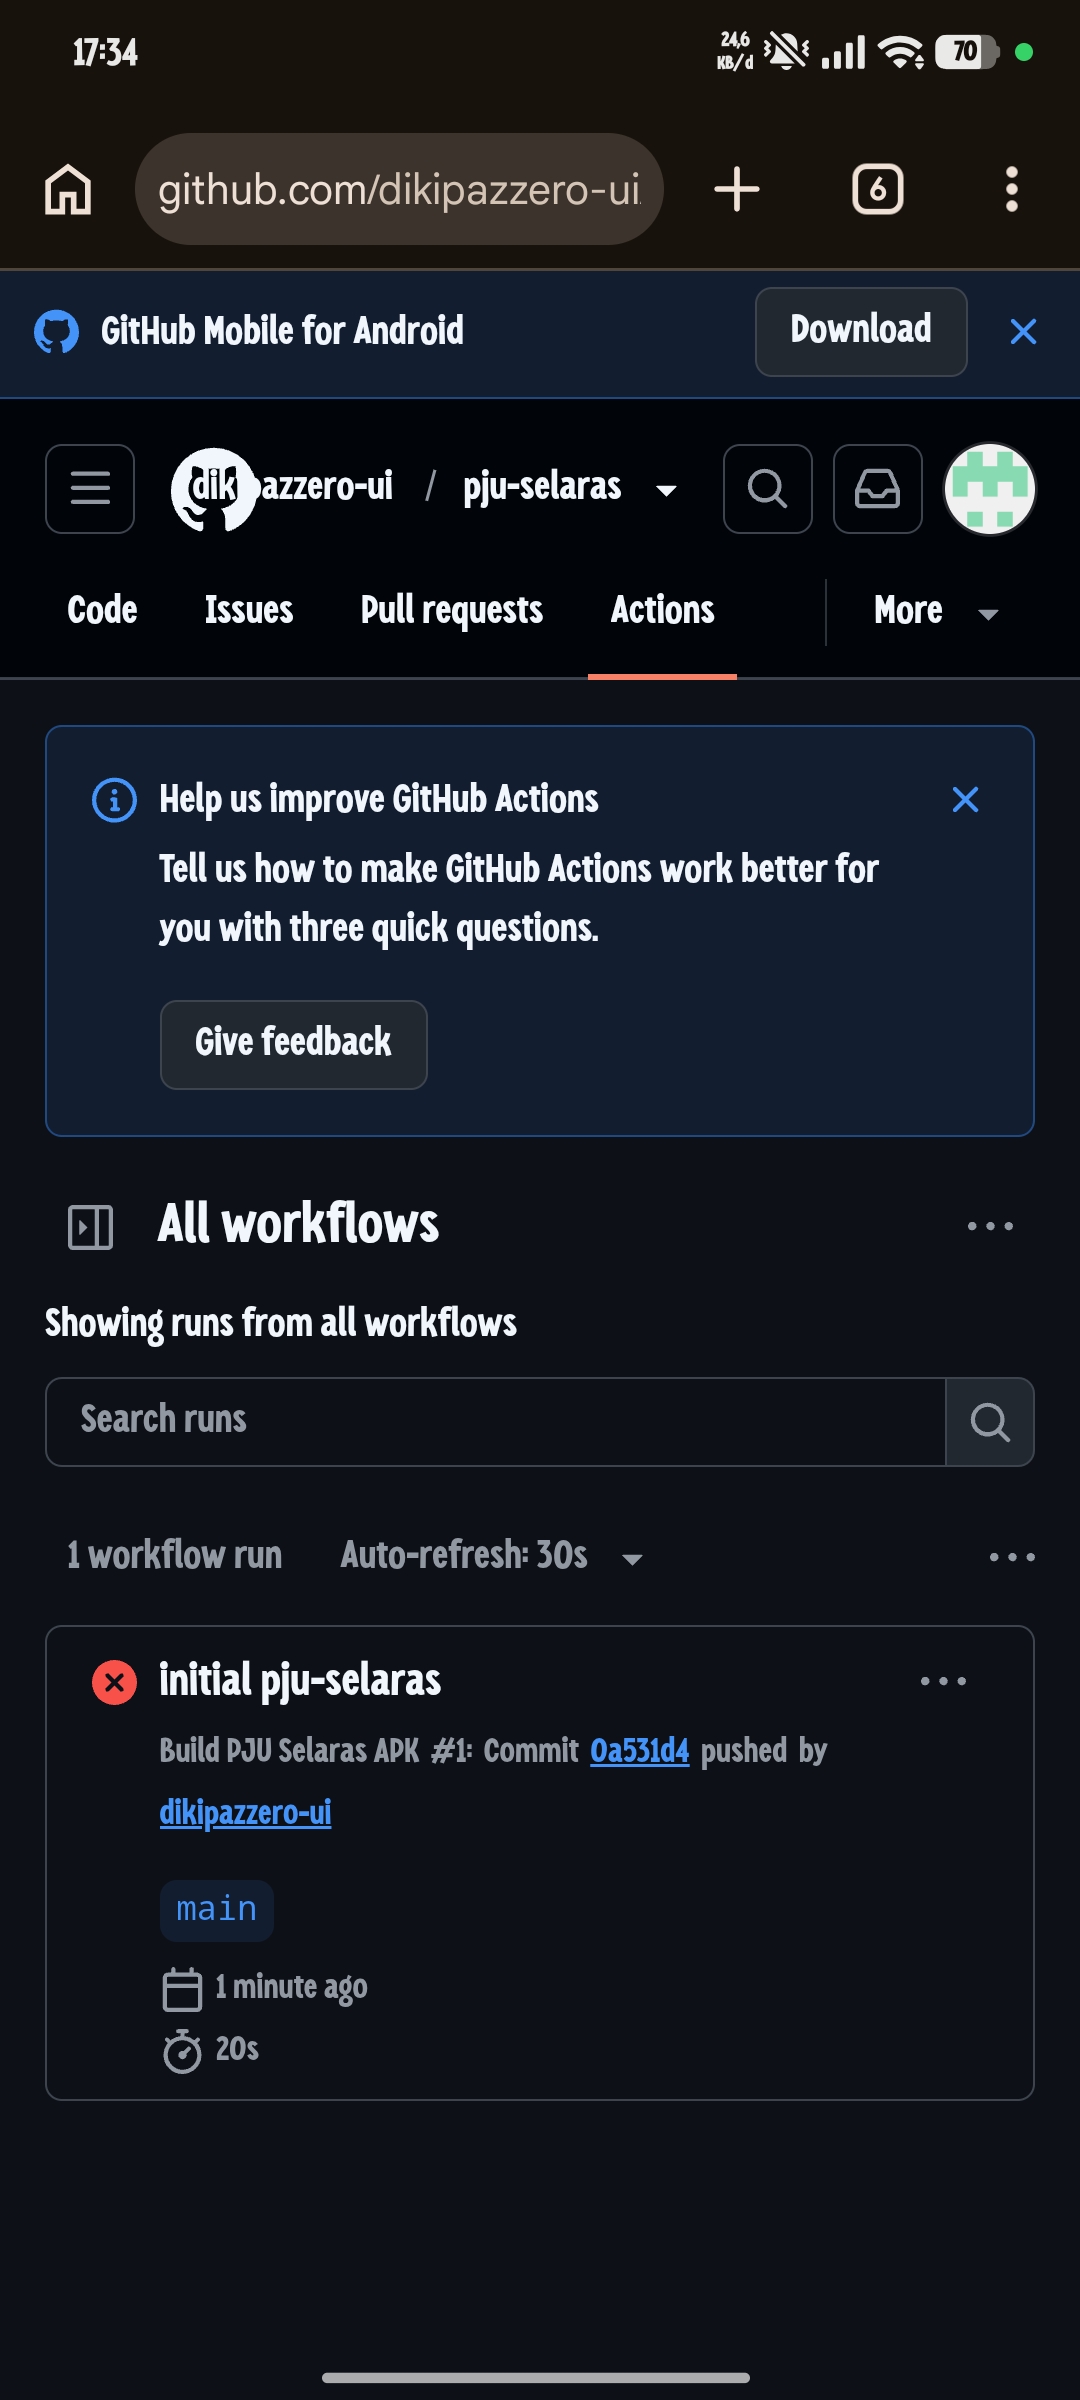 17:34
24,6
KB/d
70
github.com/dikipazzero-ui
6
GitHub Mobile for Android
Download
dikipazzero-ui / pju-selaras
Code Issues Pull requests Actions More
Help us improve GitHub Actions
Tell us how to make GitHub Actions work better for
you with three quick questions.
Give feedback
All workflows
Showing runs from all workflows
Search runs
1 workflow run Auto-refresh: 30s
initial pju-selaras
Build PJU Selaras APK #1: Commit 0a531d4 pushed by
dikipazzero-ui
main
1 minute ago
20s